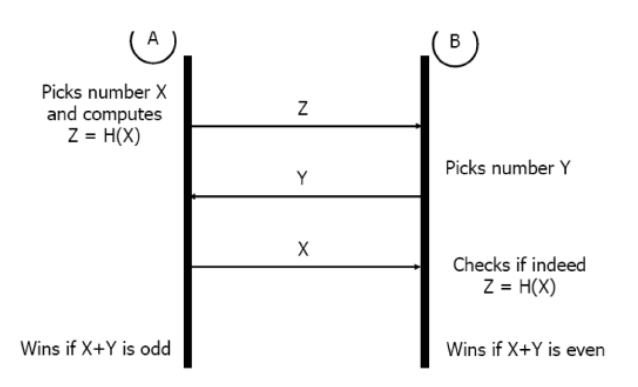 A
B
Picks number X
and computes
Z = H(X)
Z
Picks number Y
Y
X
Checks if indeed
Z = H(X)
Wins if X+Y is odd
Wins if X+Y is even